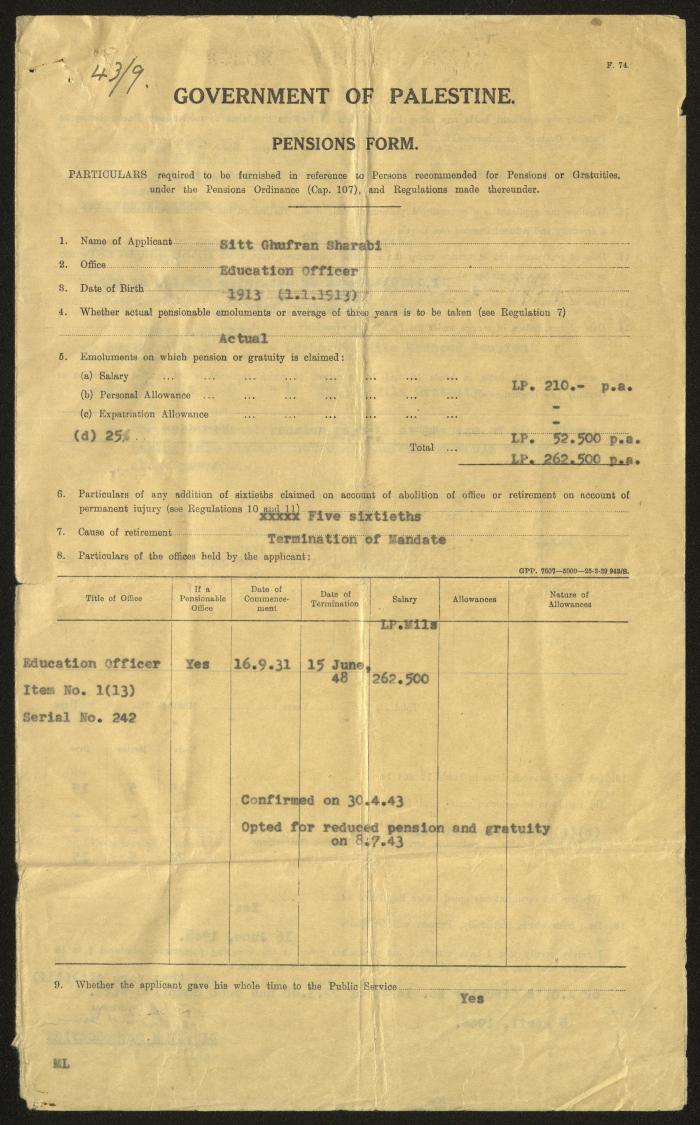 43/9.
F. 74.
GOVERNMENT OF PALESTINE.
PENSIONS FORM.
PARTICULARS required to be furnished in reference to Persons recommended for Pensions or Gratuities,
under the Pensions Ordinance (Cap. 107), and Regulations made thereunder.
1. Name of Applicant Sitt Ghufran Sharabi
2. Office Education Officer
3. Date of Birth 1913 (1.1.1913)
4. Whether actual pensionable emoluments or average of three years is to be taken (see Regulation 7)
Actual
5. Emoluments on which pension or gratuity is claimed:
(a) Salary ... ... ... ... ... ... ... LP. 210.- p.a.
(b) Personal Allowance ... ... ... ... ... ... ... -
(c) Expatriation Allowance ... ... ... ... ... ... -
(d) 25% LP. 52.500 p.a.
Total ... LP. 262.500 p.a.
6. Particulars of any addition of sixtieths claimed on account of abolition of office or retirement on account of
permanent injury (see Regulations 10 and 11) xxxxx Five sixtieths
7. Cause of retirement Termination of Mandate
8. Particulars of the offices held by the applicant:
GPP. 7607—5000—25-2-39 943/S.
Title of Office If a Pensionable Office Date of Commence-ment Date of Termination Salary Allowances Nature of Allowances
LP.Mils
Education Officer Yes 16.9.31 15 June,
48 262.500
Item No. 1(13)
Serial No. 242
Confirmed on 30.4.43
Opted for reduced pension and gratuity
on 8.7.43
9. Whether the applicant gave his whole time to the Public Service
Yes
ML